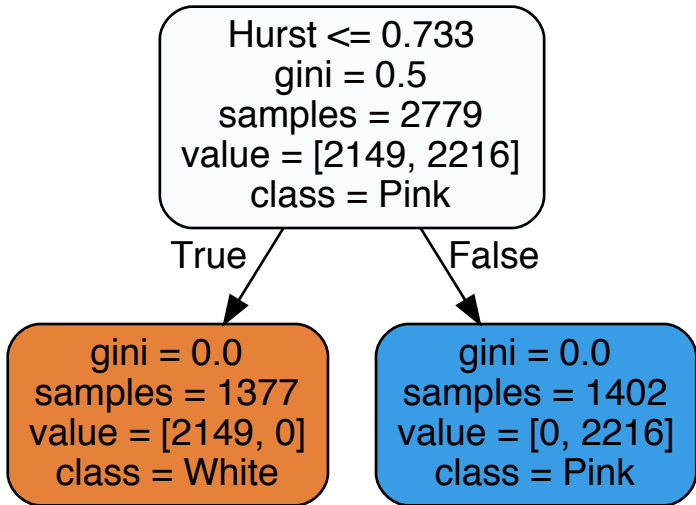 Hurst <= 0.733
gini = 0.5
samples = 2779
value = [2149, 2216]
class = Pink
True
False
gini = 0.0
samples = 1377
value = [2149, 0]
class = White
gini = 0.0
samples = 1402
value = [0, 2216]
class = Pink